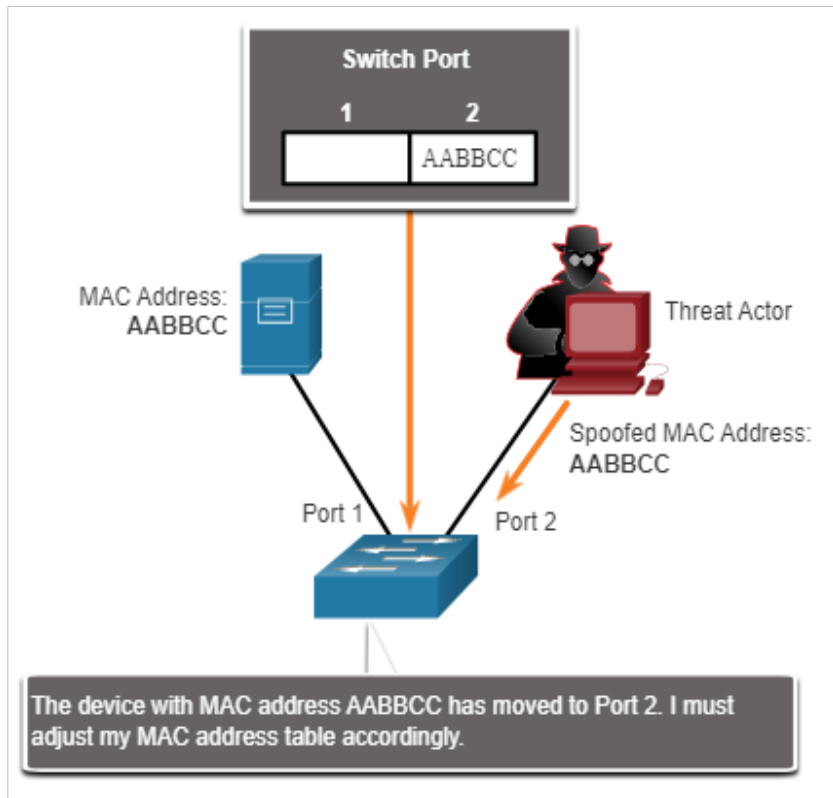 Switch Port
1 2
AABBCC
MAC Address:
AABBCC
Threat Actor
Spoofed MAC Address:
AABBCC
Port 1
Port 2
The device with MAC address AABBCC has moved to Port 2. I must
adjust my MAC address table accordingly.